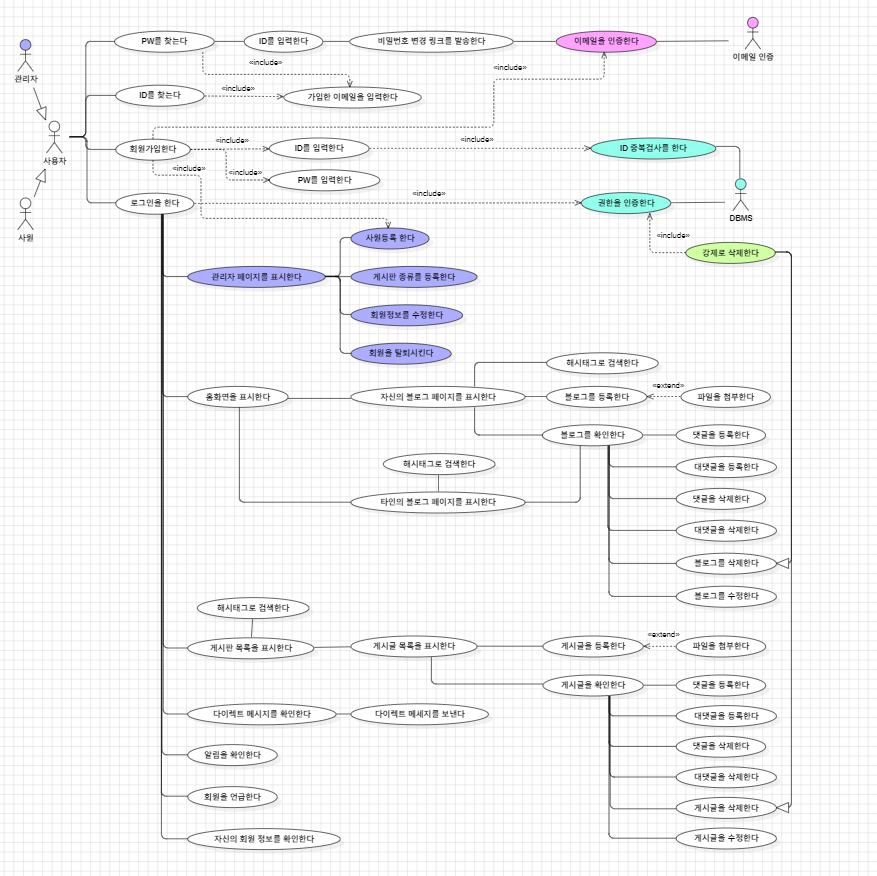 PW를 찾는다
ID를 입력한다
비밀번호 변경 링크를 발송한다
이메일을 인증한다
이메일 인증
관리자
«include»
«include»
ID를 찾는다
«include»
가입한 이메일을 입력한다
사용자
회원가입한다
«include»
ID를 입력한다
«include»
ID 중복검사를 한다
«include»
«include»
PW를 입력한다
사원
로그인을 한다
«include»
권한을 인증한다
DBMS
사원등록 한다
«include»
강제로 삭제한다
관리자 페이지를 표시한다
게시판 종류를 등록한다
회원정보를 수정한다
회원을 탈퇴시킨다
해시태그로 검색한다
홈화면을 표시한다
자신의 블로그 페이지를 표시한다
블로그를 등록한다
«extend»
파일을 첨부한다
블로그를 확인한다
댓글을 등록한다
해시태그로 검색한다
대댓글을 등록한다
타인의 블로그 페이지를 표시한다
댓글을 삭제한다
대댓글을 삭제한다
블로그를 삭제한다
블로그를 수정한다
해시태그로 검색한다
게시판 목록을 표시한다
게시글 목록을 표시한다
게시글을 등록한다
«extend»
파일을 첨부한다
게시글을 확인한다
댓글을 등록한다
다이렉트 메시지를 확인한다
다이렉트 메세지를 보낸다
대댓글을 등록한다
알림을 확인한다
댓글을 삭제한다
대댓글을 삭제한다
회원을 언급한다
게시글을 삭제한다
자신의 회원 정보를 확인한다
게시글을 수정한다